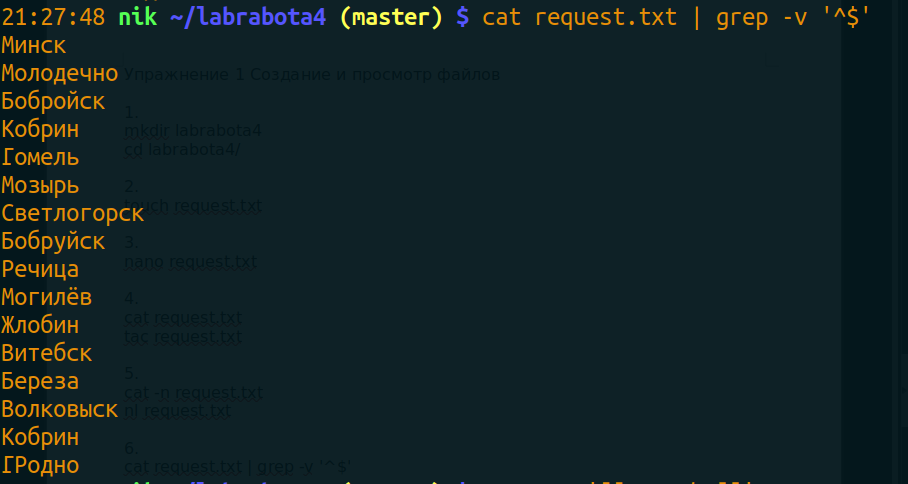 21:27:48 nik ~/labrabota4 (master) $ cat request.txt | grep -v '^$'
Минск
Молодечно
Бобройск
Кобрин
Гомель
Мозырь
Светлогорск
Бобруйск
Речица
Могилёв
Жлобин
Витебск
Береза
Волковыск
Кобрин
ГРодно
Упражнение 1 Создание и просмотр файлов
1.
mkdir labrabota4
cd labrabota4/
2.
touch request.txt
3.
nano request.txt
4.
cat request.txt
tac request.txt
5.
cat -n request.txt
nl request.txt
6.
cat request.txt | grep -v '^$'